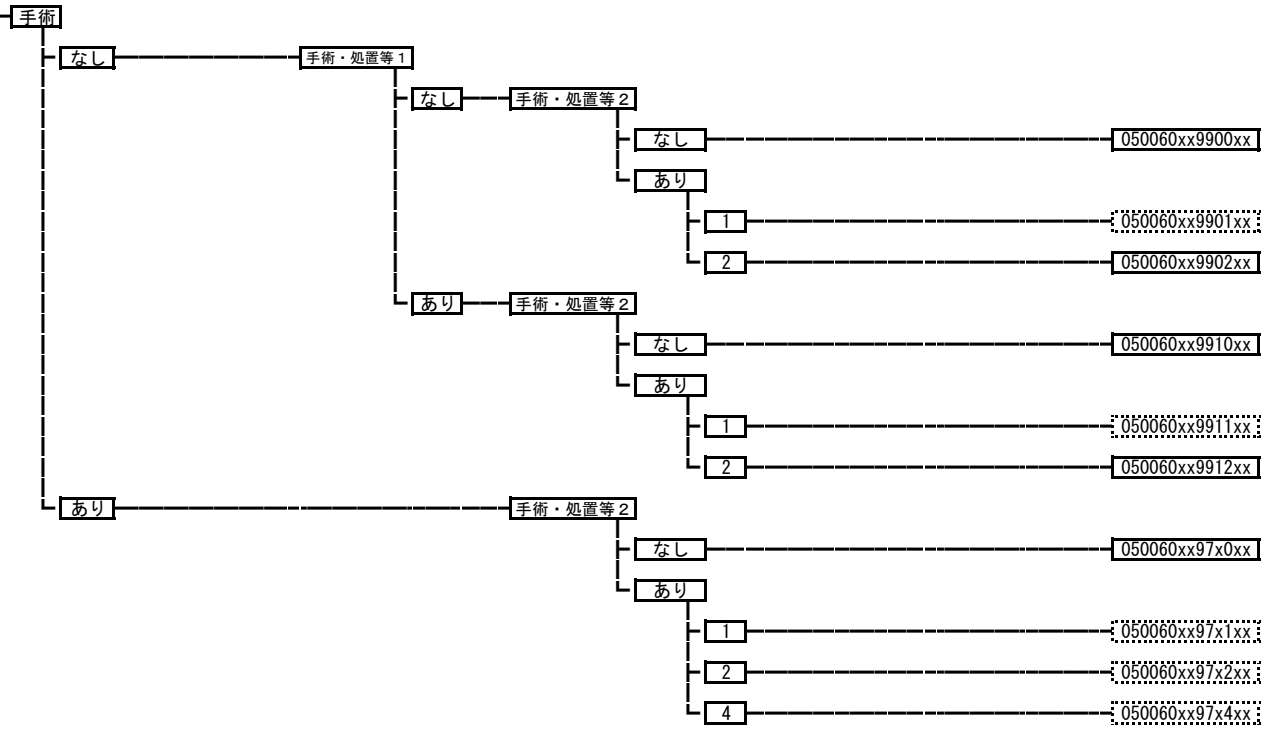 手術
なし 手術・処置等1
なし 手術・処置等2
なし 050060xx9900xx
あり
1 050060xx9901xx
2 050060xx9902xx
あり 手術・処置等2
なし 050060xx9910xx
あり
1 050060xx9911xx
2 050060xx9912xx
あり 手術・処置等2
なし 050060xx97x0xx
あり
1 050060xx97x1xx
2 050060xx97x2xx
4 050060xx97x4xx